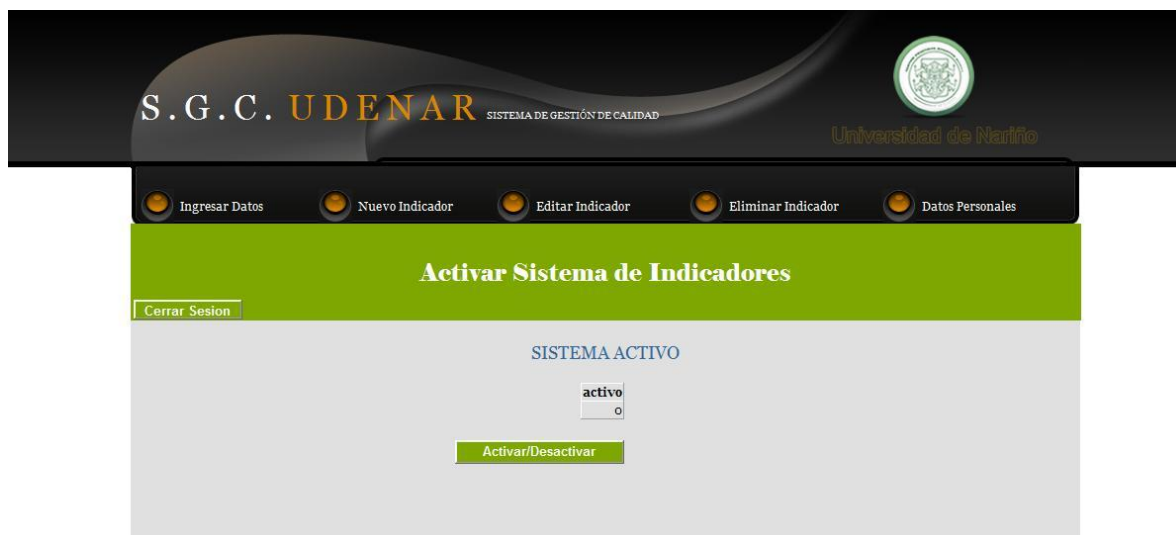 S.G.C. UDENAR SISTEMA DE GESTIÓN DE CALIDAD
Universidad de Nariño
Ingresar Datos Nuevo Indicador Editar Indicador Eliminar Indicador Datos Personales
Activar Sistema de Indicadores
Cerrar Sesion
SISTEMA ACTIVO
activo
0
Activar/Desactivar